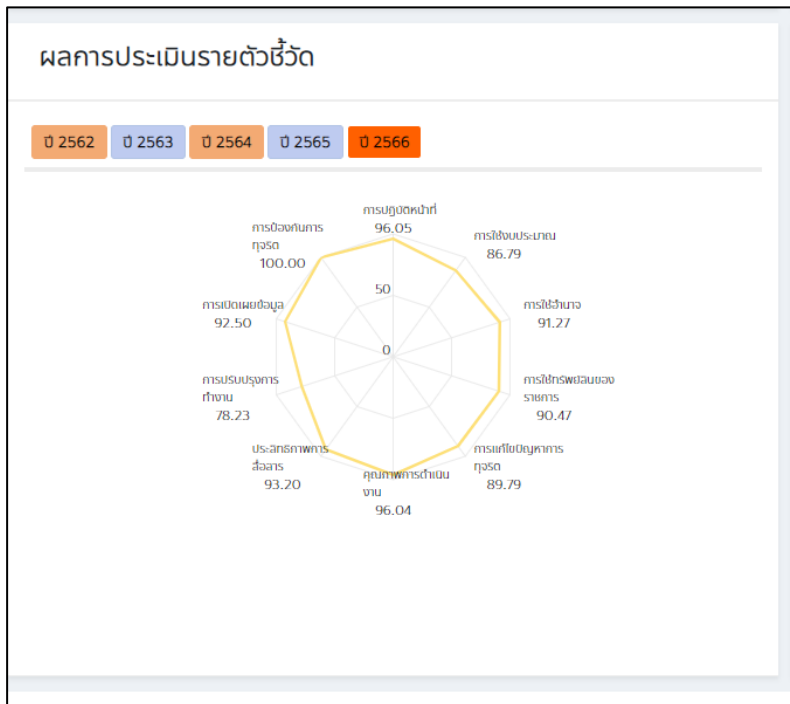 ผลการประเมินรายตัวชี้วัด
ปี 2562 ปี 2563 ปี 2564 ปี 2565 ปี 2566
การปฏิบัติหน้าที่
96.05
การใช้งบประมาณ
86.79
การใช้อำนาจ
91.27
การใช้ทรัพย์สินของ
ราชการ
90.47
การแก้ไขปัญหาการ
ทุจริต
89.79
คุณภาพการดำเนิน
งาน
96.04
ประสิทธิภาพการ
สื่อสาร
93.20
การปรับปรุงการ
ทำงาน
78.23
การเปิดเผยข้อมูล
92.50
การป้องกันการ
ทุจริต
100.00
50
0